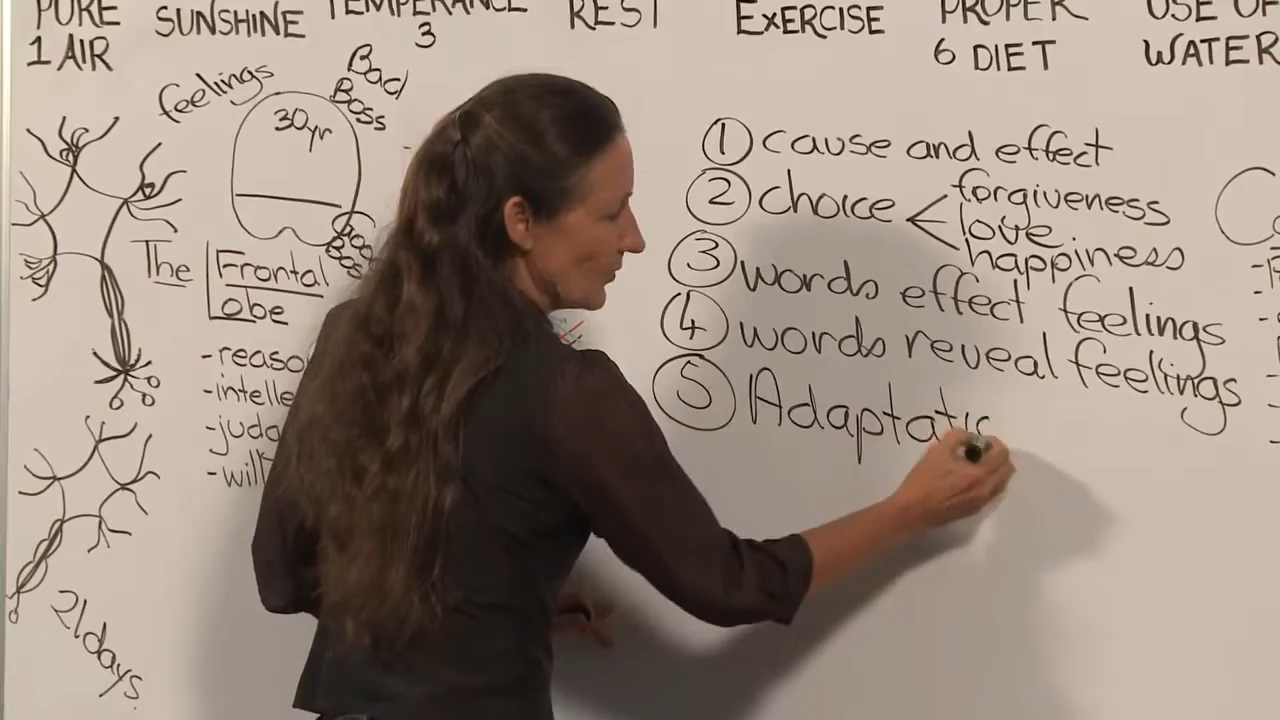 PURE
1 AIR
SUNSHINE
TEMPERANCE
3
REST
EXERCISE
PROPER
6 DIET
USE OF
WATER
feelings
Bad
Boss
30yr
The Frontal
lobe
-reaso
-intelle
-judg
-will
21days
① cause and effect
② choice < forgiveness
love
happiness
③ words effect feelings
④ words reveal feelings
⑤ Adaptatio